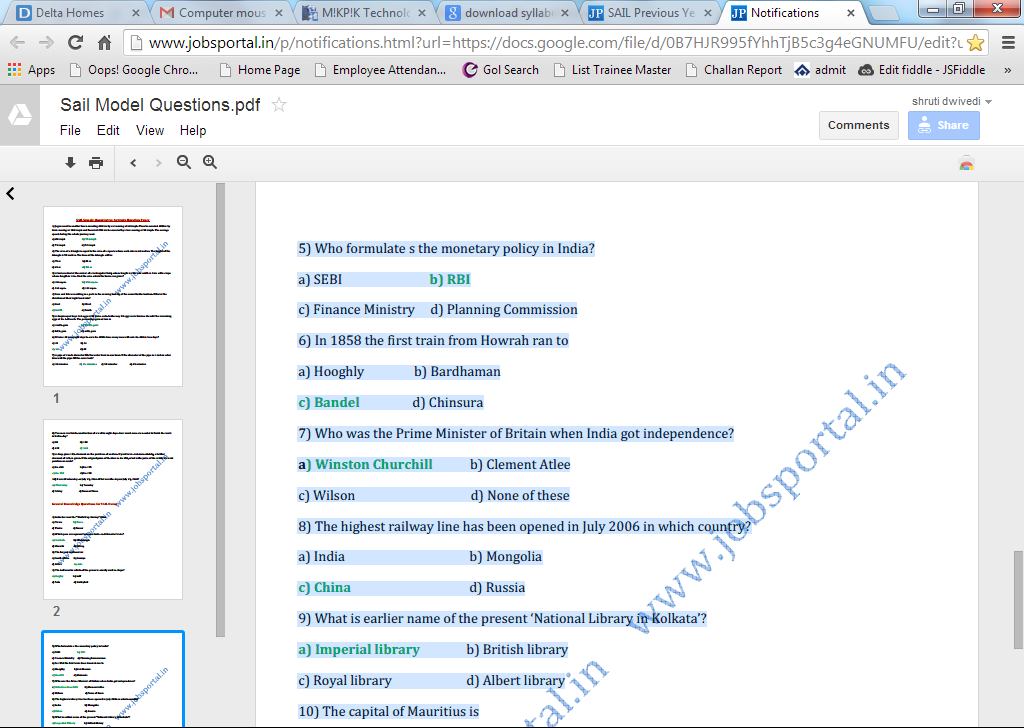 Delta Homes
Computer mous
M!KP!K Technolo
download syllab
SAIL Previous Ye
Notifications
www.jobsportal.in/p/notifications.html?url=https://docs.google.com/file/d/0B7HJR995fYhhTjB5c3g4eGNUMFU/edit?u
Apps Oops! Google Chro... Home Page Employee Attendan... GoI Search List Trainee Master Challan Report admit Edit fiddle - JSFiddle »
Sail Model Questions.pdf
shruti dwivedi
File Edit View Help
Comments
Share
5) Who formulate s the monetary policy in India?
a) SEBI b) RBI
c) Finance Ministry d) Planning Commission
6) In 1858 the first train from Howrah ran to
a) Hooghly b) Bardhaman
c) Bandel d) Chinsura
7) Who was the Prime Minister of Britain when India got independence?
a) Winston Churchill b) Clement Atlee
c) Wilson d) None of these
8) The highest railway line has been opened in July 2006 in which country?
a) India b) Mongolia
c) China d) Russia
9) What is earlier name of the present ‘National Library in Kolkata’?
a) Imperial library b) British library
c) Royal library d) Albert library
10) The capital of Mauritius is
www.jobsportal.in
tal.in
1
2